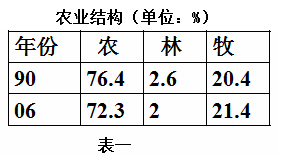 农业结构（单位：%）
年份 农 林 牧
90 76.4 2.6 20.4
06 72.3 2 21.4
表一